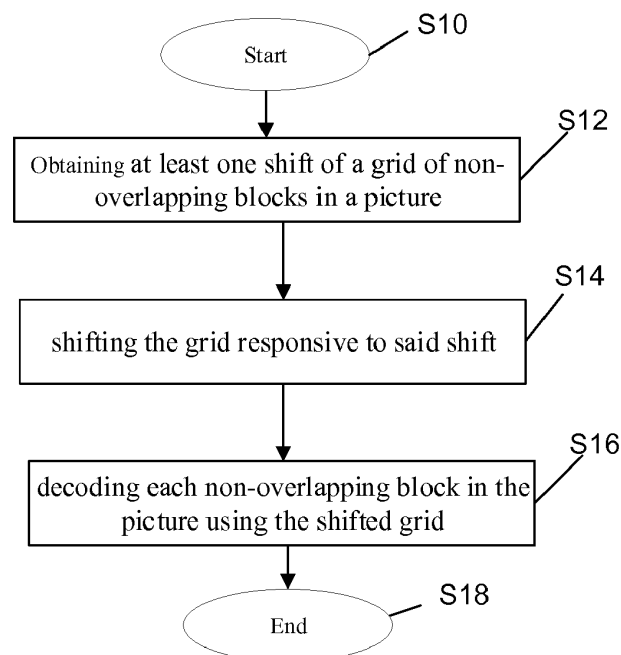 S10
Start
S12
Obtaining at least one shift of a grid of non-
overlapping blocks in a picture
S14
shifting the grid responsive to said shift
S16
decoding each non-overlapping block in the
picture using the shifted grid
S18
End